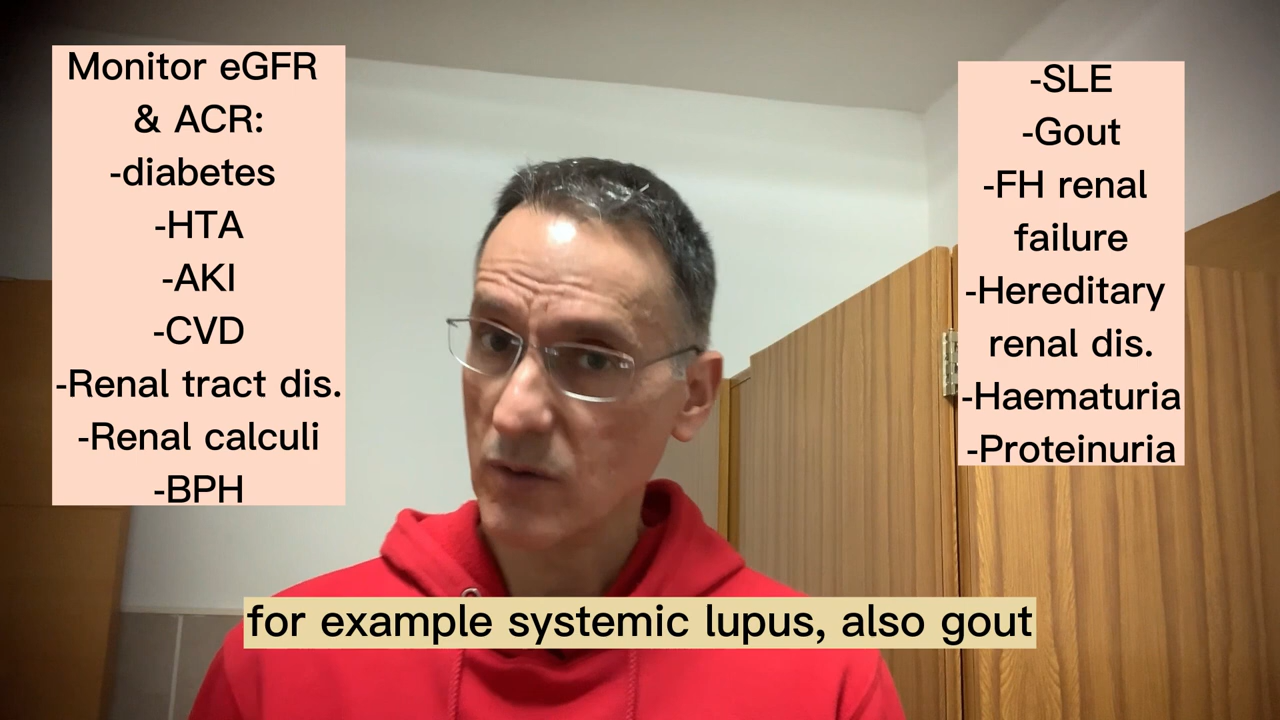 Monitor eGFR
& ACR:
-diabetes
-HTA
-AKI
-CVD
-Renal tract dis.
-Renal calculi
-BPH
-SLE
-Gout
-FH renal
failure
-Hereditary
renal dis.
-Haematuria
-Proteinuria
for example systemic lupus, also gout